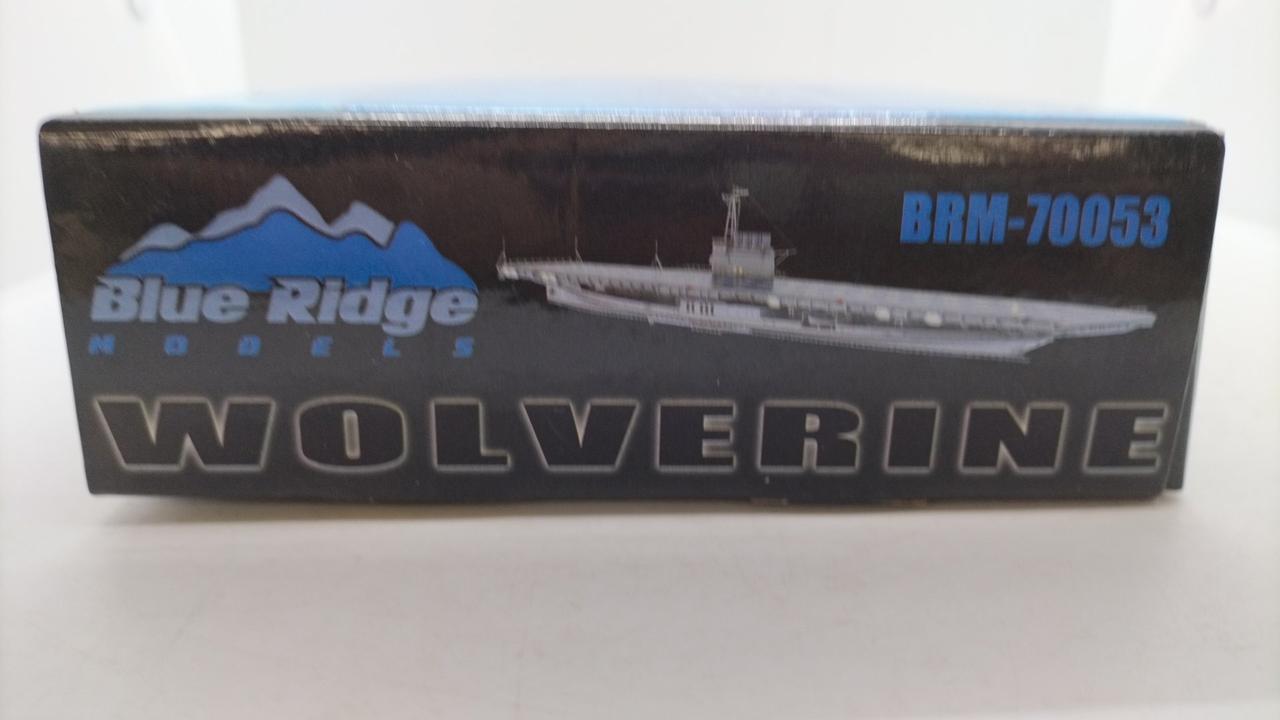 Blue Ridge
MODELS
BRM-70053
WOLVERINE